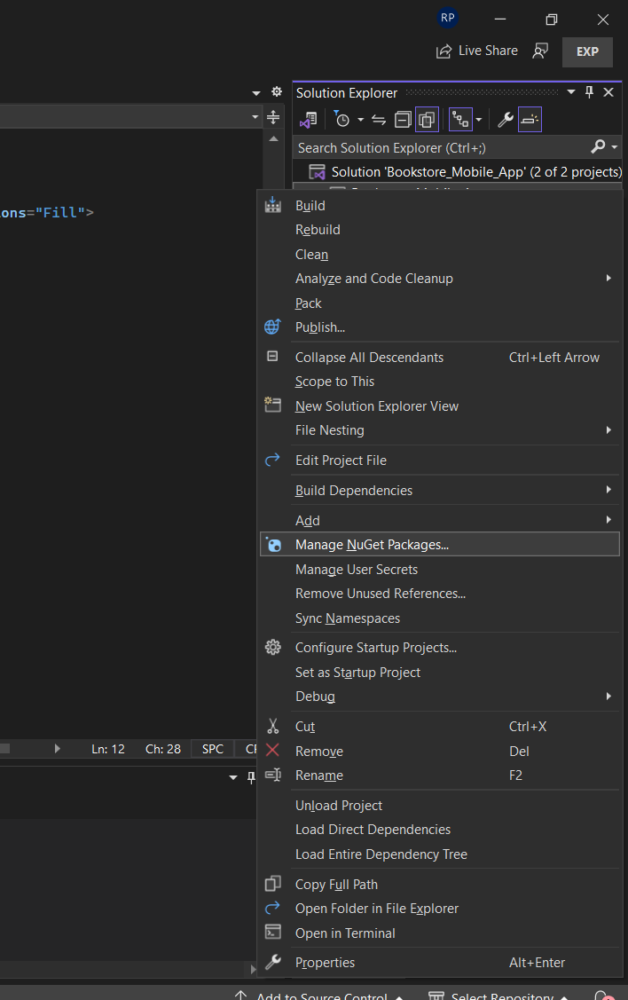 RP
Live Share
EXP
Solution Explorer
Search Solution Explorer (Ctrl+;)
Solution 'Bookstore_Mobile_App' (2 of 2 projects)
ons="Fill">
Build
Rebuild
Clean
Analyze and Code Cleanup
Pack
Publish...
Collapse All Descendants Ctrl+Left Arrow
Scope to This
New Solution Explorer View
File Nesting
Edit Project File
Build Dependencies
Add
Manage NuGet Packages...
Manage User Secrets
Remove Unused References...
Sync Namespaces
Configure Startup Projects...
Set as Startup Project
Debug
Cut Ctrl+X
Remove Del
Rename F2
Unload Project
Load Direct Dependencies
Load Entire Dependency Tree
Copy Full Path
Open Folder in File Explorer
Open in Terminal
Properties Alt+Enter
Ln: 12 Ch: 28 SPC
Add to Source Control
Select Repository